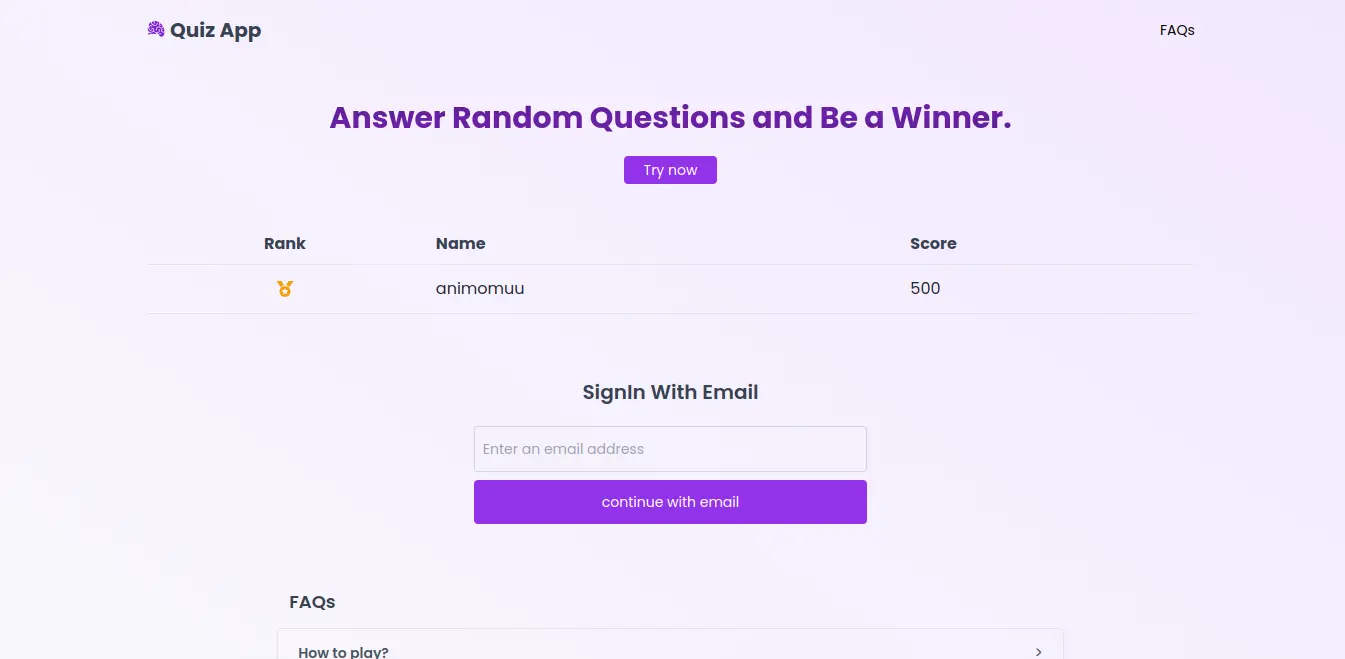 Quiz App
FAQs
Answer Random Questions and Be a Winner.
Try now
Rank Name Score
animomuu 500
SignIn With Email
Enter an email address
continue with email
FAQs
How to play?